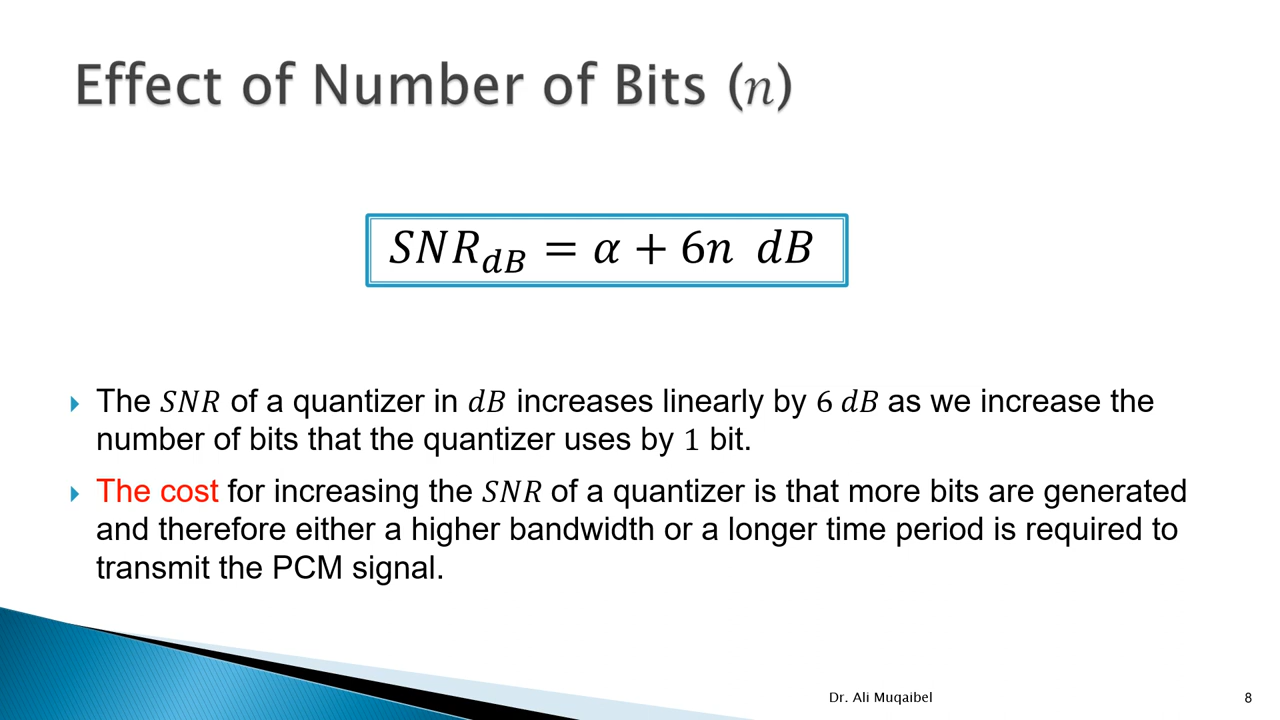 Effect of Number of Bits (𝑛)
𝑆𝑁𝑅_{𝑑𝐵} = 𝛼 + 6𝑛 𝑑𝐵
The 𝑆𝑁𝑅 of a quantizer in 𝑑𝐵 increases linearly by 6 𝑑𝐵 as we increase the
number of bits that the quantizer uses by 1 bit.
The cost for increasing the 𝑆𝑁𝑅 of a quantizer is that more bits are generated
and therefore either a higher bandwidth or a longer time period is required to
transmit the PCM signal.
Dr. Ali Muqaibel
8